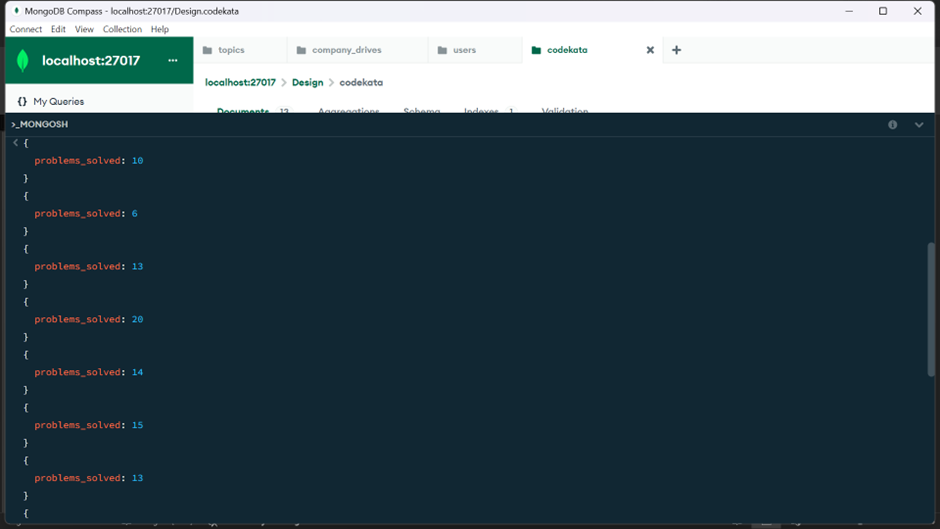 MongoDB Compass - localhost:27017/Design.codekata
Connect Edit View Collection Help
localhost:27017 ...
topics company_drives users codekata
localhost:27017 > Design > codekata
{} My Queries
Documents 13 Aggregations Schema Indexes 1 Validation
>_MONGOSH
< {
problems_solved: 10
}
{
problems_solved: 6
}
{
problems_solved: 13
}
{
problems_solved: 20
}
{
problems_solved: 14
}
{
problems_solved: 15
}
{
problems_solved: 13
}
{